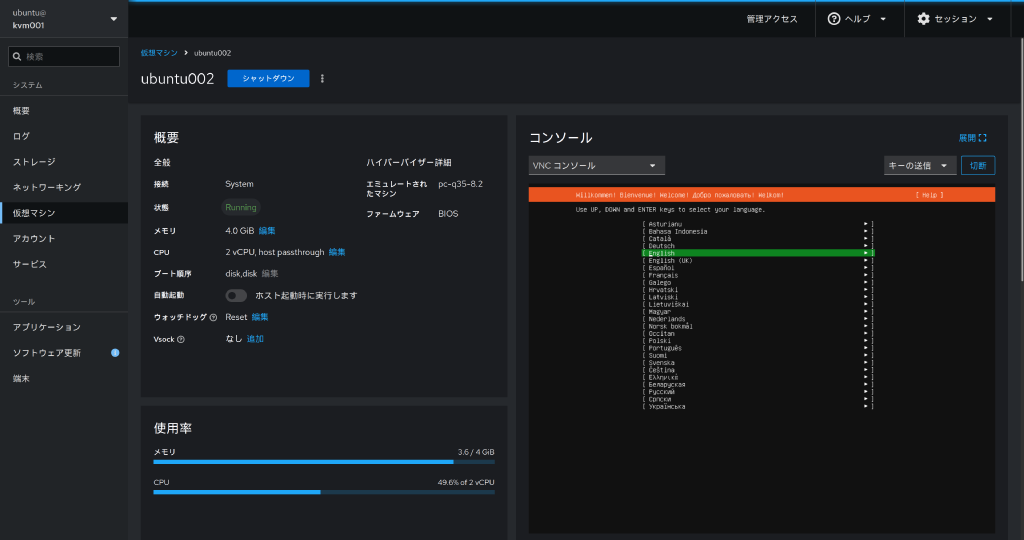 ubuntu@
kvm001
管理アクセス
ヘルプ
セッション
検索
システム
概要
ログ
ストレージ
ネットワーキング
仮想マシン
アカウント
サービス
ツール
アプリケーション
ソフトウェア更新
端末
仮想マシン > ubuntu002
ubuntu002
シャットダウン
概要
全般
接続 System
状態 Running
メモリ 4.0 GiB 編集
CPU 2 vCPU, host passthrough 編集
ブート順序 disk,disk 編集
自動起動 ホスト起動時に実行します
ウォッチドッグ Reset 編集
Vsock なし 追加
ハイパーバイザー詳細
エミュレートされたマシン pc-q35-8.2
ファームウェア BIOS
使用率
メモリ 3.6 / 4 GiB
CPU 49.6% of 2 vCPU
コンソール
展開
VNC コンソール
キーの送信
切断
Willkommen! Bienvenue! Welcome! Добро пожаловать! Welkom! [ Help ]
Use UP, DOWN and ENTER keys to select your language.
[ Asturianu ▸ ]
[ Bahasa Indonesia ▸ ]
[ Català ▸ ]
[ Deutsch ▸ ]
[ English ▸ ]
[ English (UK) ▸ ]
[ Español ▸ ]
[ Français ▸ ]
[ Galego ▸ ]
[ Hrvatski ▸ ]
[ Latviski ▸ ]
[ Lietuviškai ▸ ]
[ Magyar ▸ ]
[ Nederlands ▸ ]
[ Norsk bokmål ▸ ]
[ Occitan ▸ ]
[ Polski ▸ ]
[ Português ▸ ]
[ Suomi ▸ ]
[ Svenska ▸ ]
[ Čeština ▸ ]
[ Ελληνικά ▸ ]
[ Беларуская ▸ ]
[ Русский ▸ ]
[ Српски ▸ ]
[ Українська ▸ ]